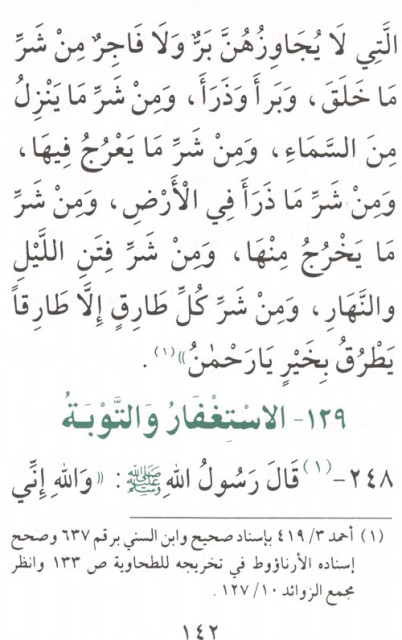 الَّتِي لَا يُجَاوِزُهُنَّ بَرٌّ وَلَا فَاجِرٌ مِنْ شَرِّ
مَا خَلَقَ، وَبَرَأَ وَذَرَأَ، وَمِنْ شَرِّ مَا يَنْزِلُ
مِنَ السَّمَاءِ، وَمِنْ شَرِّ مَا يَعْرُجُ فِيهَا،
وَمِنْ شَرِّ مَا ذَرَأَ فِي الْأَرْضِ، وَمِنْ شَرِّ
مَا يَخْرُجُ مِنْهَا، وَمِنْ شَرِّ فِتَنِ اللَّيْلِ
والنَّهَارِ، وَمِنْ شَرِّ كُلِّ طَارِقٍ إِلَّا طَارِقاً
يَطْرُقُ بِخَيْرٍ يَارَحْمٰنُ»(١).
١٢٩- الاسْتِغْفَارُ وَالتَّوْبَةُ
٢٤٨-(١) قَالَ رَسُولُ اللهِ ﷺ: «وَاللهِ إِنِّي
(١) أحمد ٣/ ٤١٩ بإسناد صحيح وابن السني برقم ٦٣٧ وصحح
إسناده الأرناؤوط في تخريجه للطحاوية ص ١٣٣ وانظر
مجمع الزوائد ١٠/ ١٢٧.
١٤٢